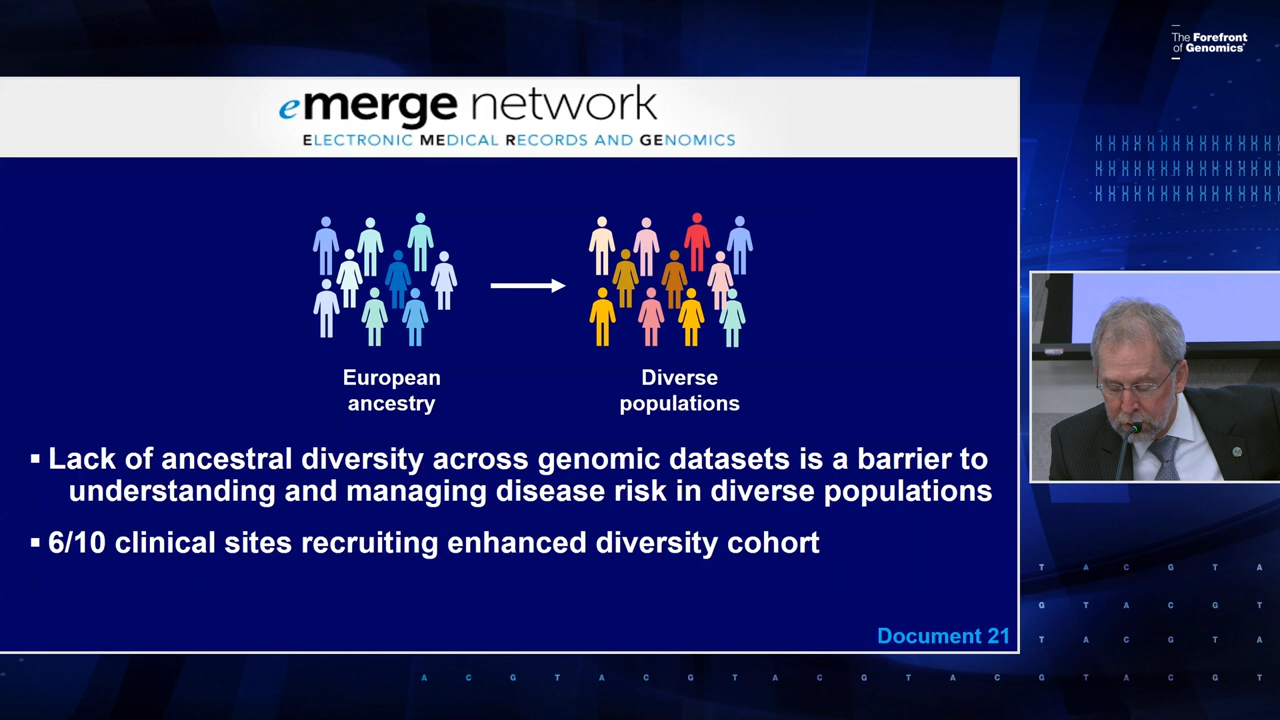 The Forefront
of Genomics®
emerge network
ELECTRONIC MEDICAL RECORDS AND GENOMICS
European
ancestry
Diverse
populations
▪ Lack of ancestral diversity across genomic datasets is a barrier to
understanding and managing disease risk in diverse populations
▪ 6/10 clinical sites recruiting enhanced diversity cohort
Document 21
T A C G T A
G T A C G T
T A C G T A
A C G T A C G T A C G T A C G T A C G T